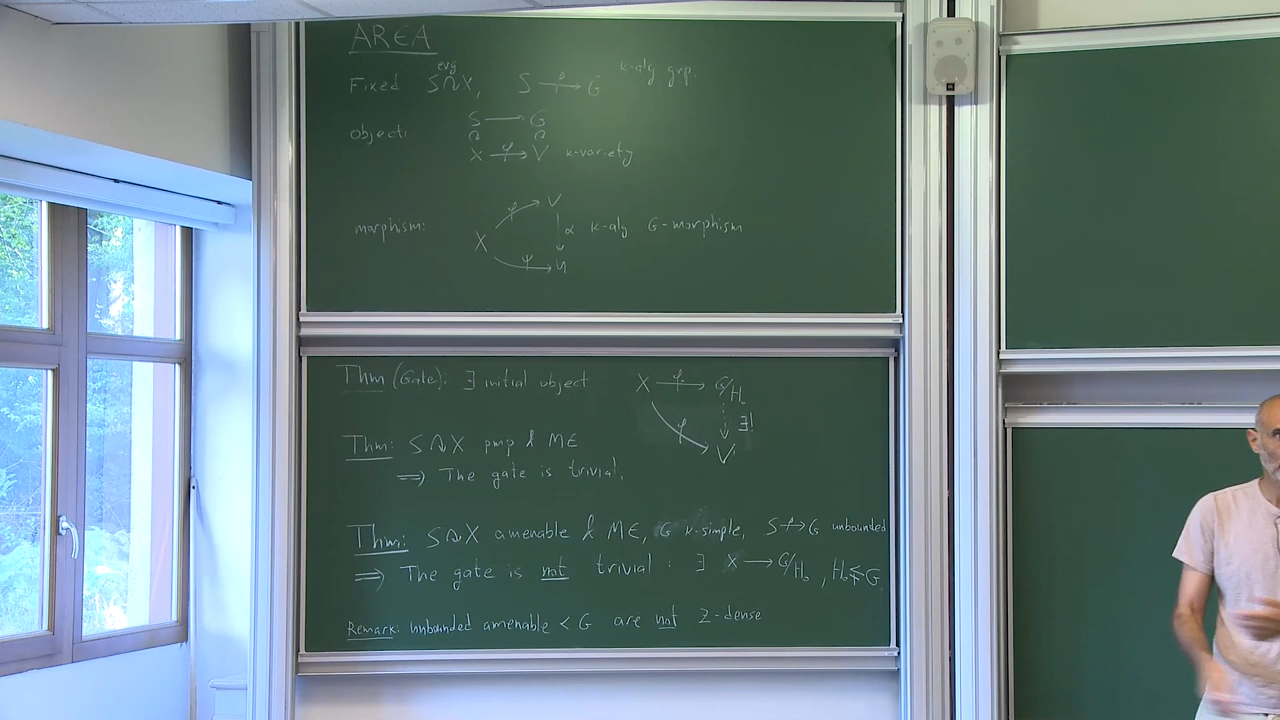 AREA
Fixed S ↷ X, erg S →ρ G k-alg grp.
object: S → G
X →φ V k-variety
morphism: X →φ V
↓ α k-alg G-morphism
X →ψ U
Thm (Gate): ∃ initial object X →φ₀ G/H₀
∃!
X →φ V
Thm: S ↷ X pmp & ME
⟹ The gate is trivial.
Thm: S ↷ X amenable & ME, G k-simple, S →ρ G unbounded
⟹ The gate is not trivial : ∃ X → G/H₀, H₀ ≨ G
Remark: unbounded amenable < G are not Z-dense